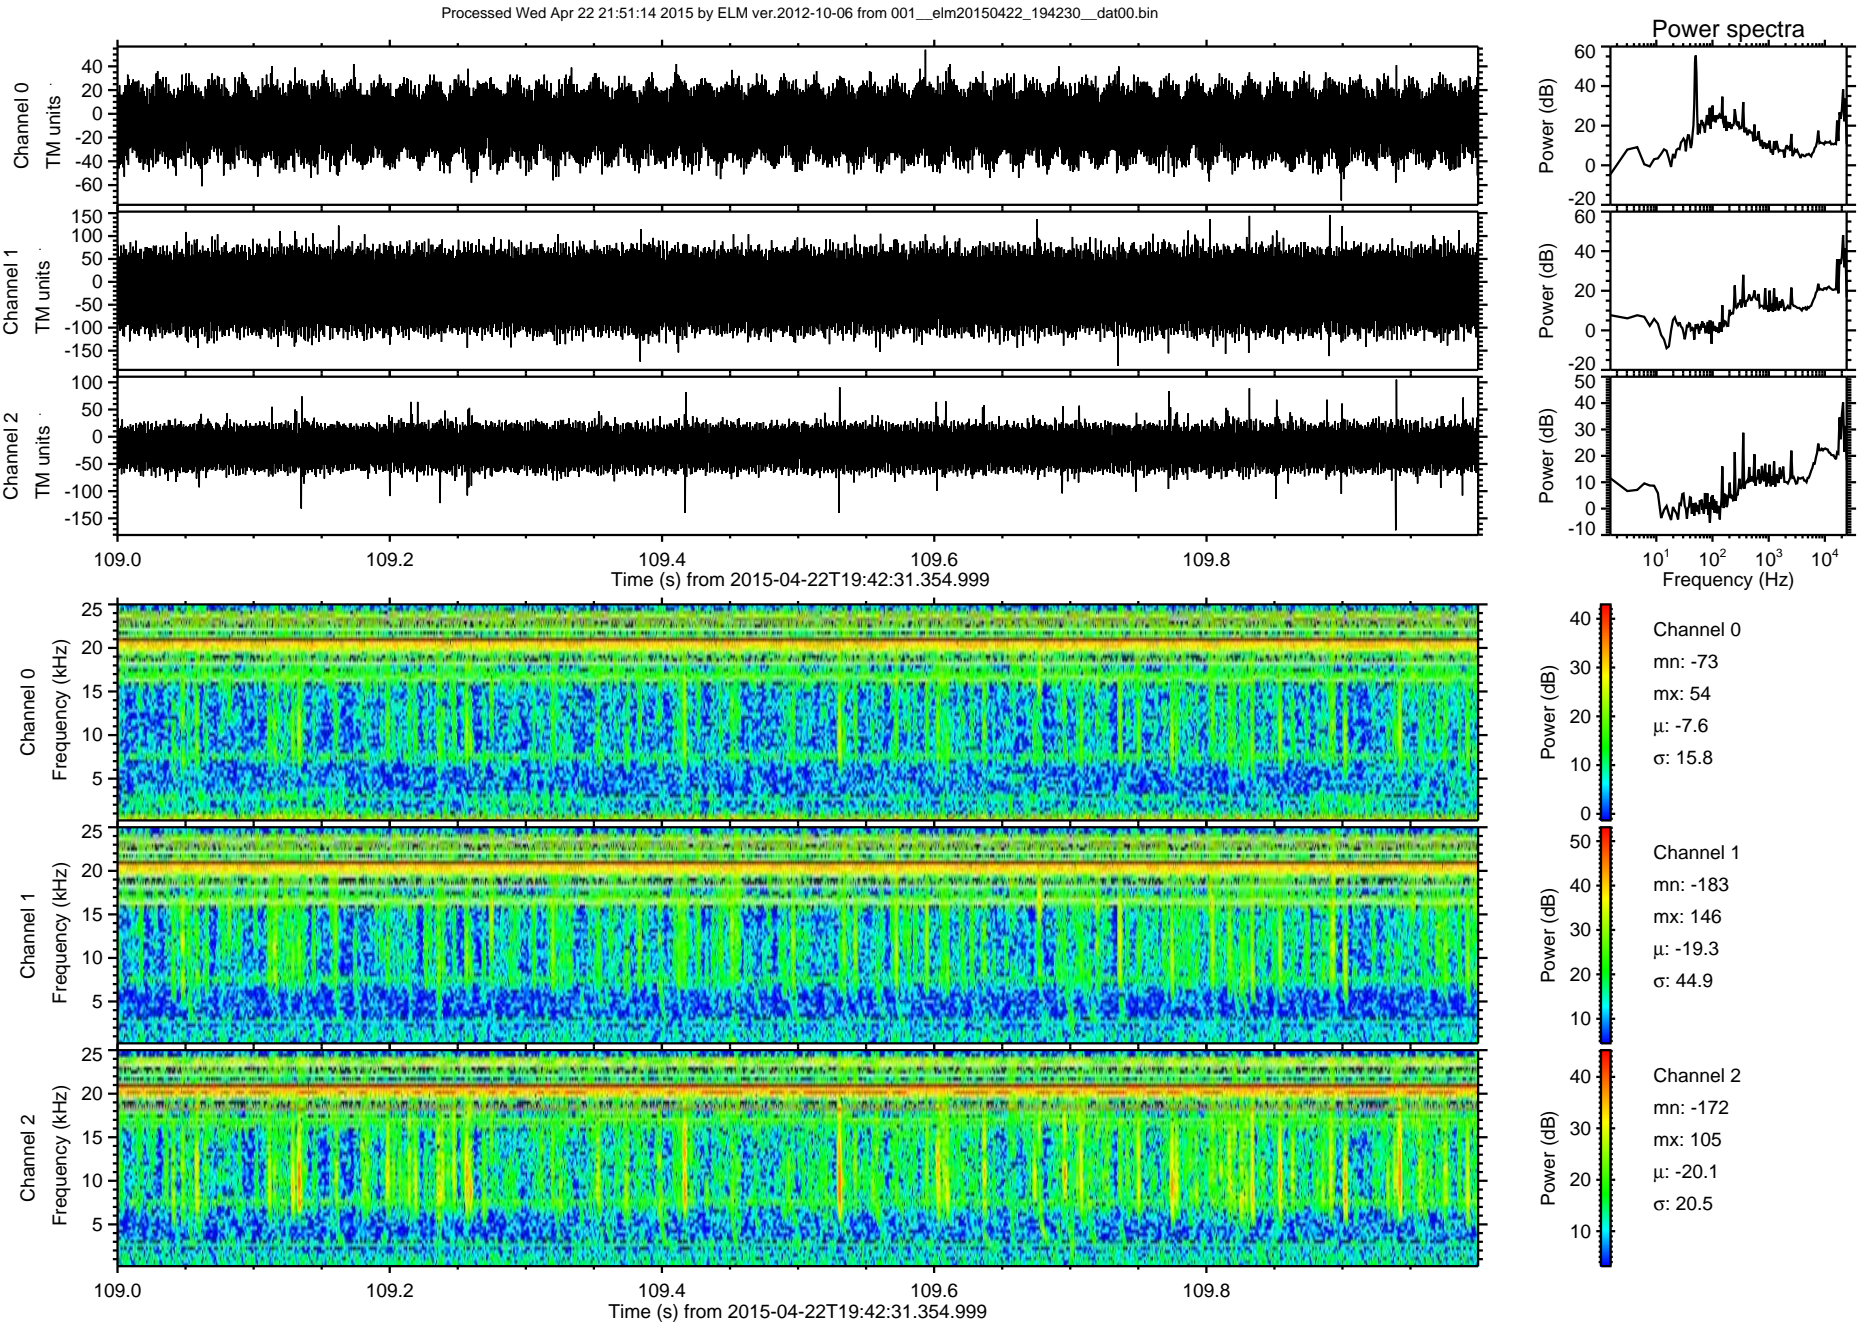 Processed Wed Apr 22 21:51:14 2015 by ELM ver.2012-10-06 from 001__elm20150422_194230__dat00.bin
Power spectra
Channel 0
TM units
40
20
0
-20
-40
-60
Power (dB)
60
40
20
0
-20
Channel 1
TM units
150
100
50
0
-50
-100
-150
Power (dB)
60
40
20
0
-20
Channel 2
TM units
100
50
0
-50
-100
-150
Power (dB)
50
40
30
20
10
0
-10
109.0 109.2 109.4 109.6 109.8
Time (s) from 2015-04-22T19:42:31.354.999
10¹ 10² 10³ 10⁴
Frequency (Hz)
Channel 0
Frequency (kHz)
25
20
15
10
5
Power (dB)
40
30
20
10
0
Channel 0
mn: -73
mx: 54
μ: -7.6
σ: 15.8
Channel 1
Frequency (kHz)
25
20
15
10
5
Power (dB)
50
40
30
20
10
Channel 1
mn: -183
mx: 146
μ: -19.3
σ: 44.9
Channel 2
Frequency (kHz)
25
20
15
10
5
Power (dB)
40
30
20
10
Channel 2
mn: -172
mx: 105
μ: -20.1
σ: 20.5
109.0 109.2 109.4 109.6 109.8
Time (s) from 2015-04-22T19:42:31.354.999